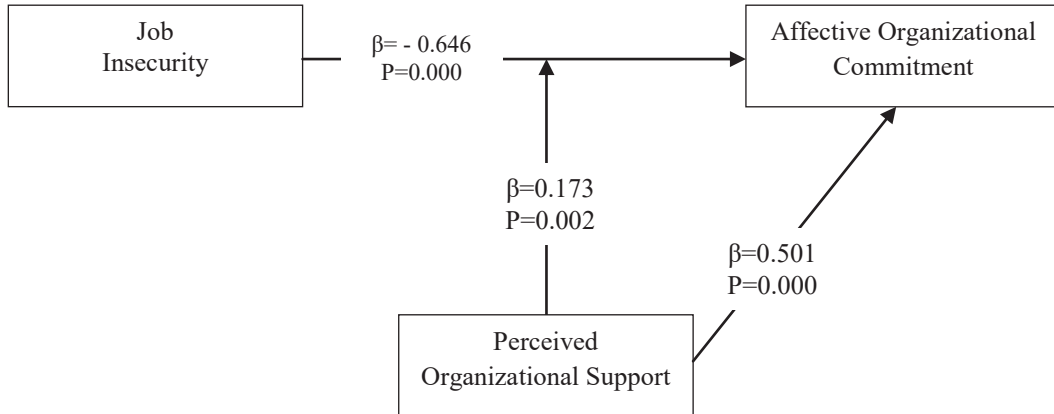 Job
Insecurity
β= - 0.646
P=0.000
Affective Organizational
Commitment
β=0.173
P=0.002
β=0.501
P=0.000
Perceived
Organizational Support